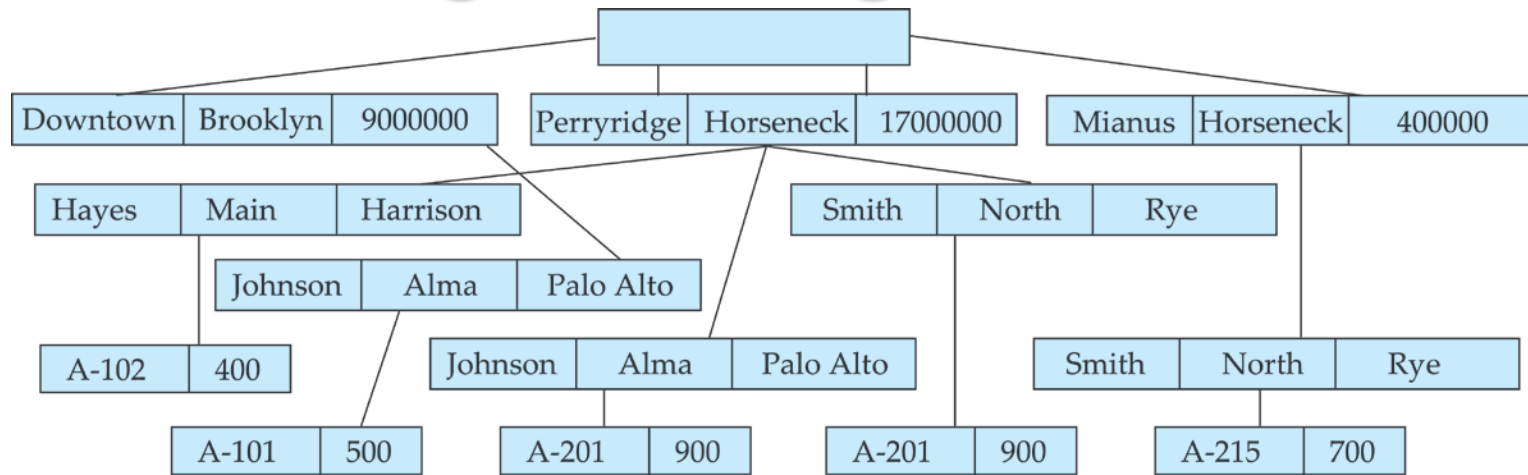 Downtown Brooklyn 9000000 Perryridge Horseneck 17000000 Mianus Horseneck 400000
Hayes Main Harrison Smith North Rye
Johnson Alma Palo Alto
A-102 400 Johnson Alma Palo Alto Smith North Rye
A-101 500 A-201 900 A-201 900 A-215 700